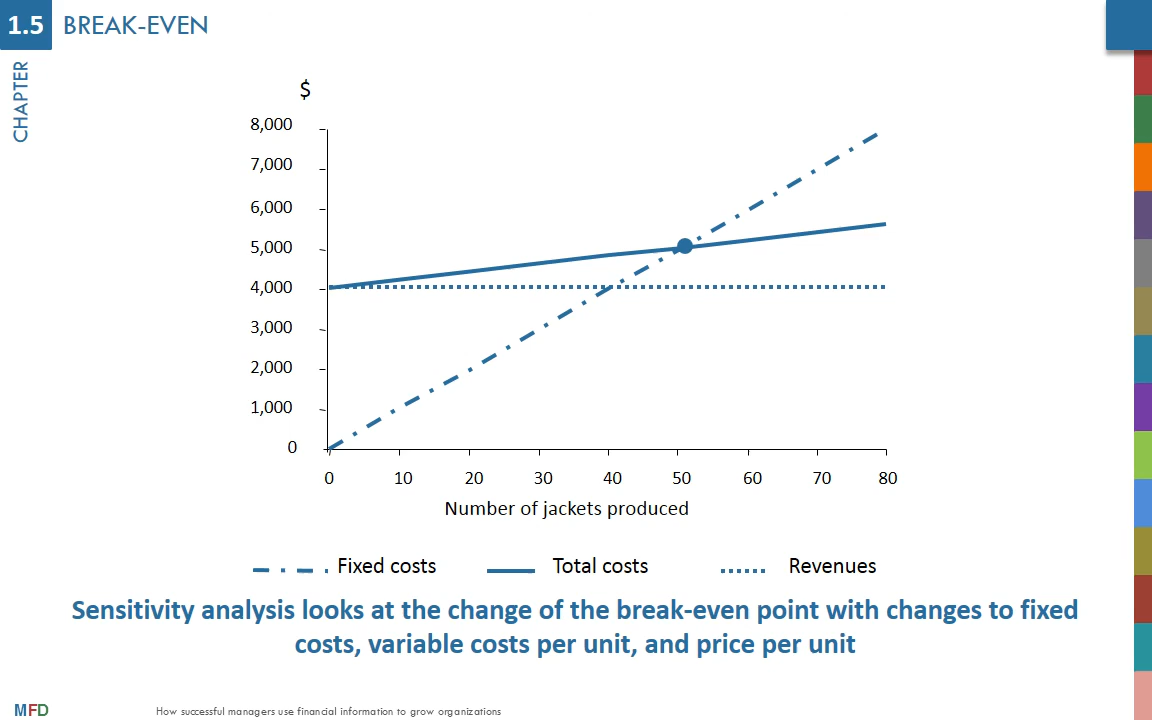 1.5 BREAK-EVEN
CHAPTER
$
8,000
7,000
6,000
5,000
4,000
3,000
2,000
1,000
0
0 10 20 30 40 50 60 70 80
Number of jackets produced
Fixed costs Total costs Revenues
Sensitivity analysis looks at the change of the break-even point with changes to fixed
costs, variable costs per unit, and price per unit
MFD How successful managers use financial information to grow organizations